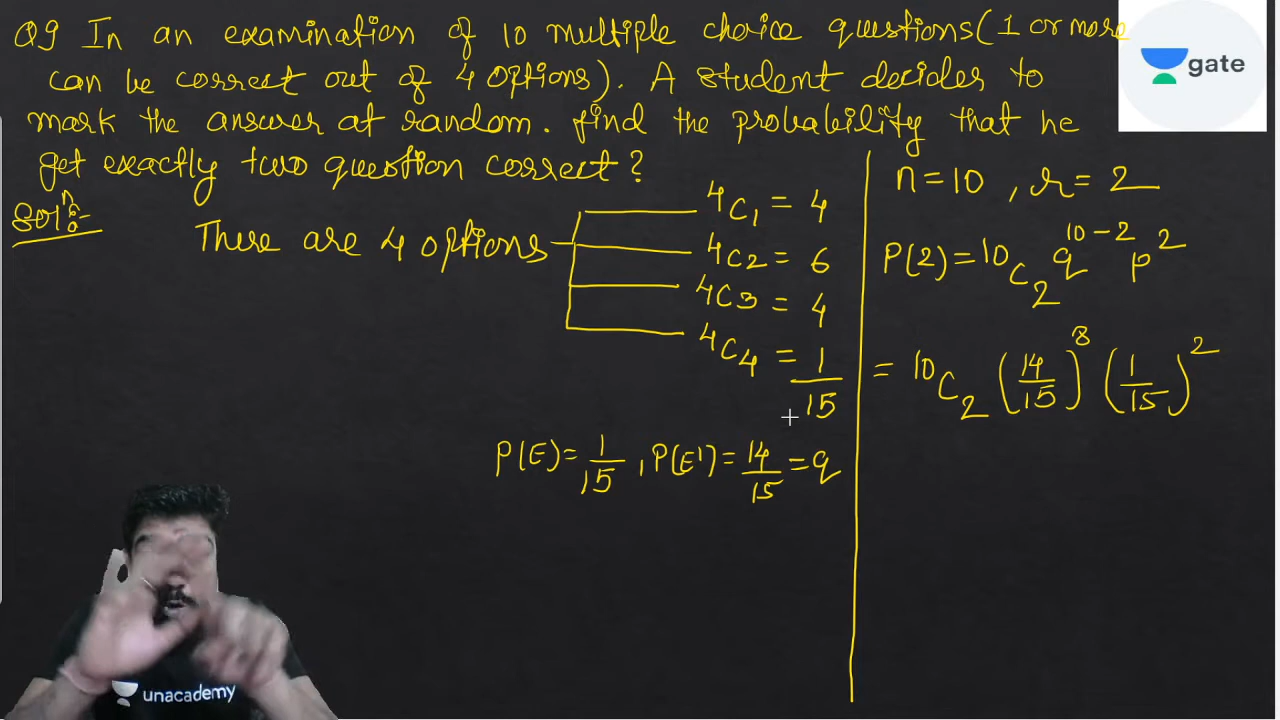 Q9 In an examination of 10 multiple choice questions (1 or more
can be correct out of 4 options). A student decides to
mark the answer at random. find the probability that he
get exactly two question correct?
gate
Solⁿ:-
There are 4 options
⁴C₁ = 4
⁴C₂ = 6
⁴C₃ = 4
⁴C₄ = 1
15
P(E) = 1/15, P(E') = 14/15 = q
n = 10, r = 2
P(2) = ¹⁰C₂ q¹⁰⁻² p²
= ¹⁰C₂ (14/15)⁸ (1/15)²
unacademy